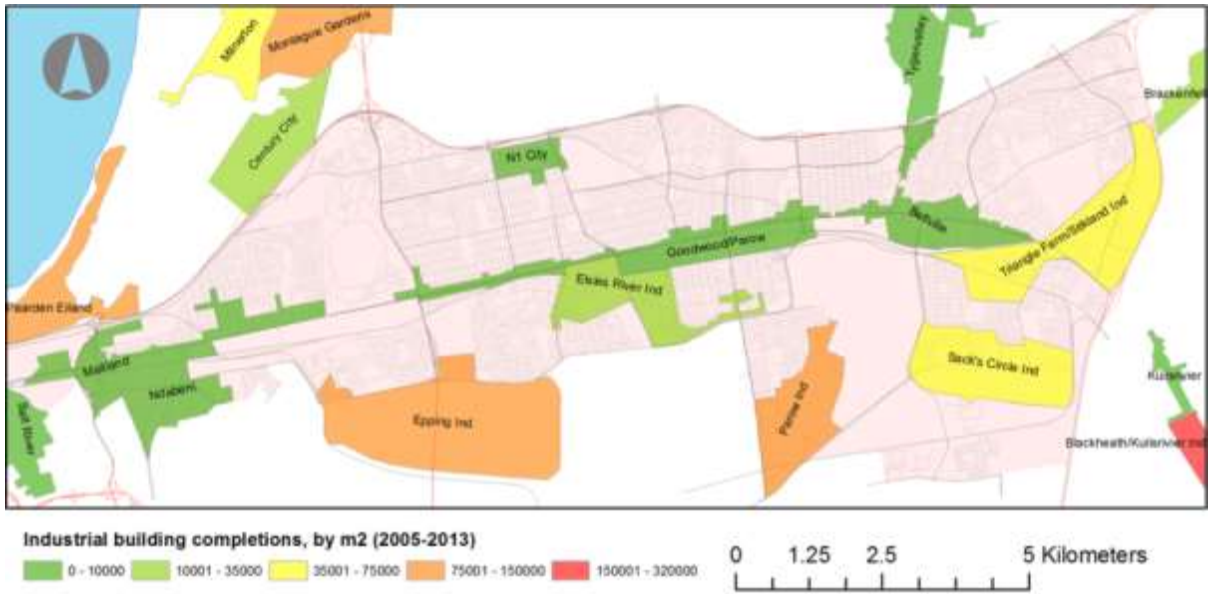 Milnerton
Montague Gardens
Tygervalley
Brackenfell
Century City
N1 City
Bellville
Goodwood/Parow
Triangle Farm/Stikland Ind
Elsies River Ind
Paarden Eiland
Maitland
Ndabeni
Sack's Circle Ind
Kuilsrivier
Salt River
Epping Ind
Parow Ind
Blackheath/Kuilsrivier Ind
Industrial building completions, by m2 (2005-2013)
0 - 10000 10001 - 35000 35001 - 75000 75001 - 150000 150001 - 320000
0 1.25 2.5 5 Kilometers